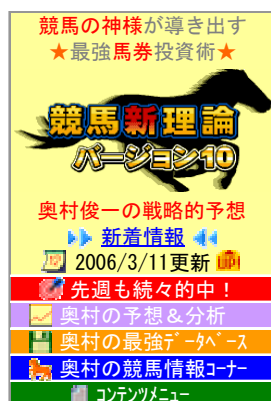 競馬の神様が導き出す
★最強馬券投資術★
競馬新理論
バージョン10
奥村俊一の戦略的予想
新着情報
2006/3/11更新 UP!
先週も続々的中！
奥村の予想＆分析
奥村の最強ﾃﾞｰﾀﾍﾞｰｽ
奥村の競馬情報ｺｰﾅｰ
ｺﾝﾃﾝﾂﾒﾆｭｰ